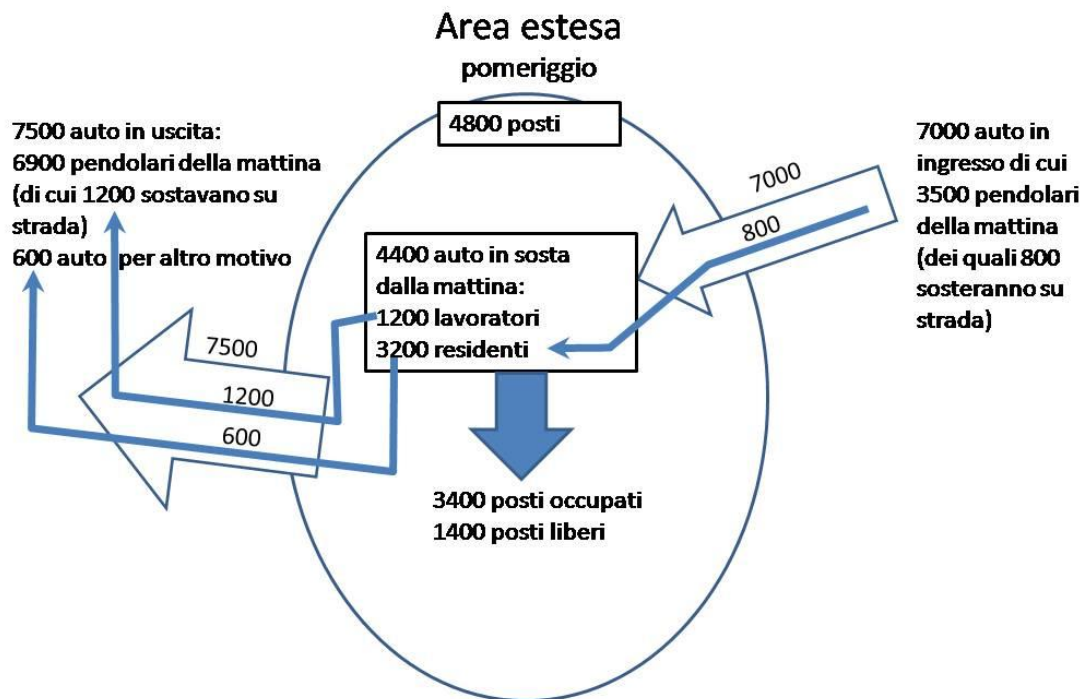 Area estesa
pomeriggio
4800 posti
7500 auto in uscita:
6900 pendolari della mattina
(di cui 1200 sostavano su
strada)
600 auto per altro motivo
7000 auto in
ingresso di cui
3500 pendolari
della mattina
(dei quali 800
sosteranno su
strada)
7000
800
4400 auto in sosta
dalla mattina:
1200 lavoratori
3200 residenti
7500
1200
600
3400 posti occupati
1400 posti liberi